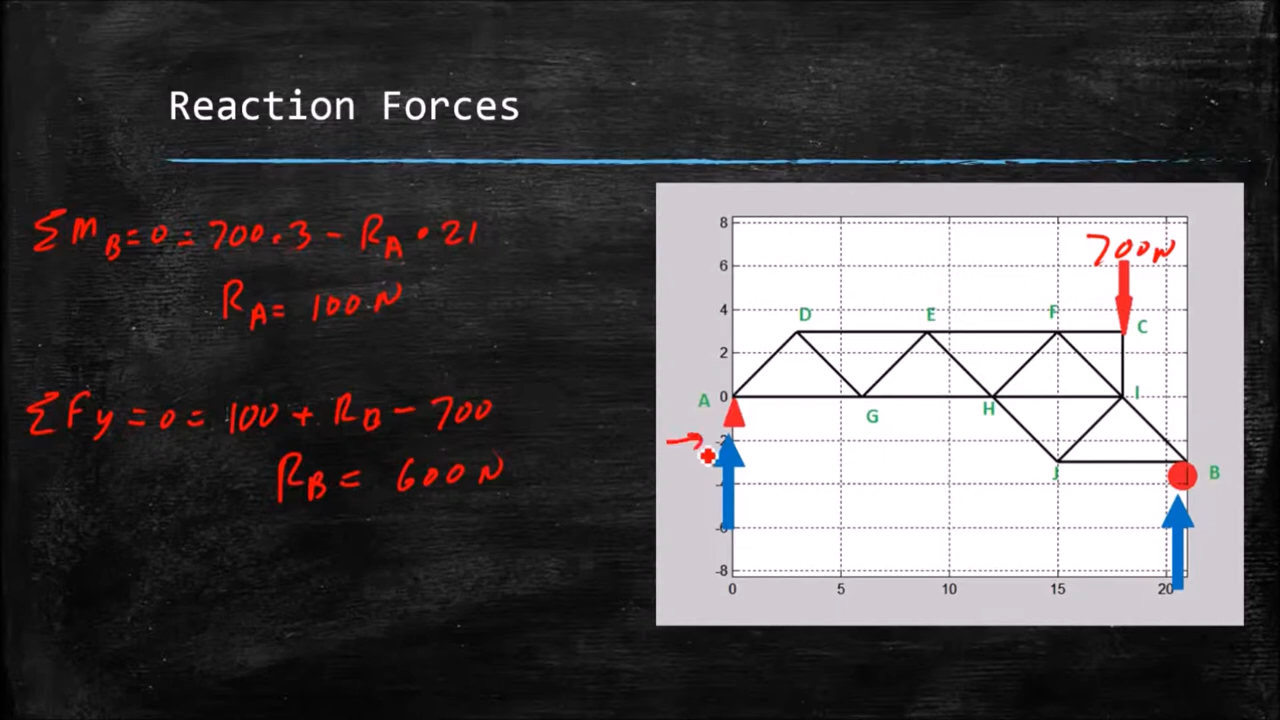 Reaction Forces
ΣM_B = 0 = 700 · 3 - R_A · 21
R_A = 100 N
ΣFy = 0 = 100 + R_B - 700
R_B = 600 N
700N
8
6
4
2
0
-2
-6
-8
0 5 10 15 20
D E F C
A G H I
J B